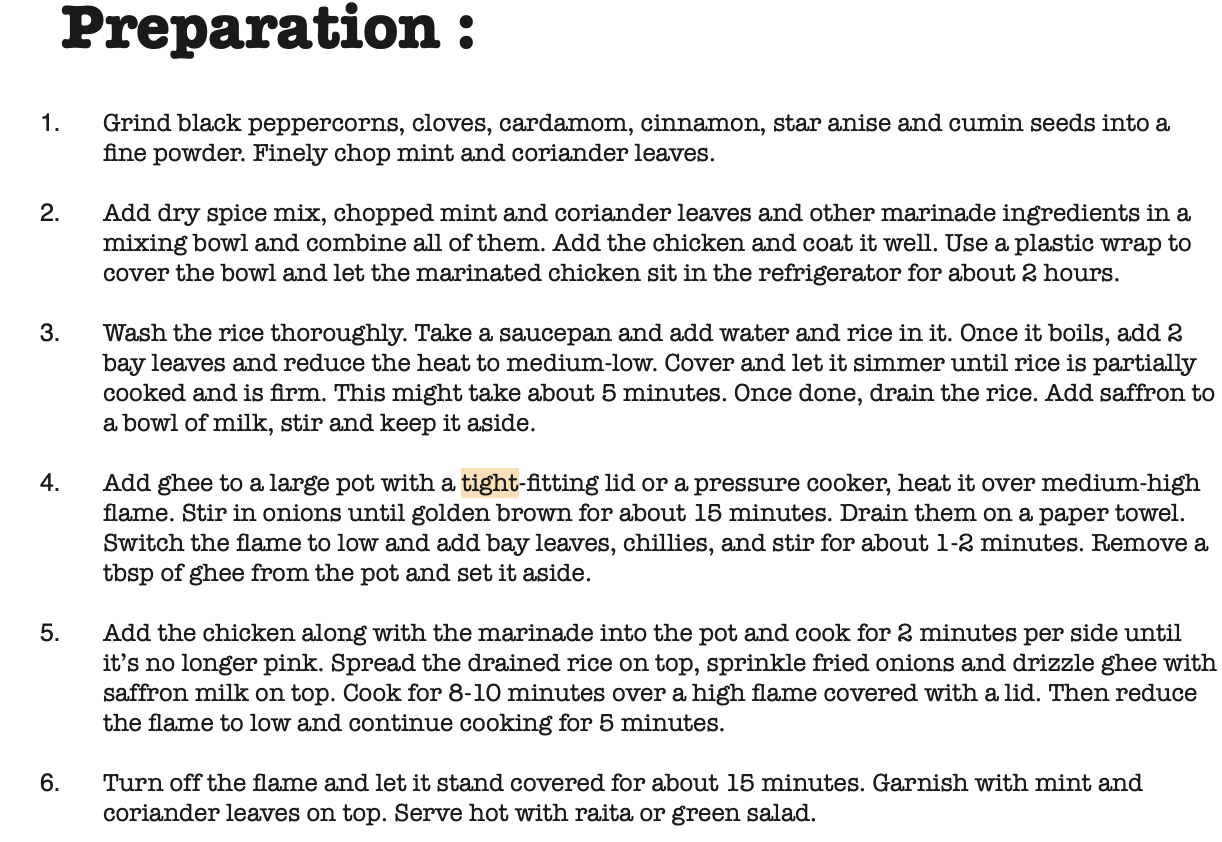 Preparation :
1. Grind black peppercorns, cloves, cardamom, cinnamon, star anise and cumin seeds into a
fine powder. Finely chop mint and coriander leaves.
2. Add dry spice mix, chopped mint and coriander leaves and other marinade ingredients in a
mixing bowl and combine all of them. Add the chicken and coat it well. Use a plastic wrap to
cover the bowl and let the marinated chicken sit in the refrigerator for about 2 hours.
3. Wash the rice thoroughly. Take a saucepan and add water and rice in it. Once it boils, add 2
bay leaves and reduce the heat to medium-low. Cover and let it simmer until rice is partially
cooked and is firm. This might take about 5 minutes. Once done, drain the rice. Add saffron to
a bowl of milk, stir and keep it aside.
4. Add ghee to a large pot with a tight-fitting lid or a pressure cooker, heat it over medium-high
flame. Stir in onions until golden brown for about 15 minutes. Drain them on a paper towel.
Switch the flame to low and add bay leaves, chillies, and stir for about 1-2 minutes. Remove a
tbsp of ghee from the pot and set it aside.
5. Add the chicken along with the marinade into the pot and cook for 2 minutes per side until
it’s no longer pink. Spread the drained rice on top, sprinkle fried onions and drizzle ghee with
saffron milk on top. Cook for 8-10 minutes over a high flame covered with a lid. Then reduce
the flame to low and continue cooking for 5 minutes.
6. Turn off the flame and let it stand covered for about 15 minutes. Garnish with mint and
coriander leaves on top. Serve hot with raita or green salad.